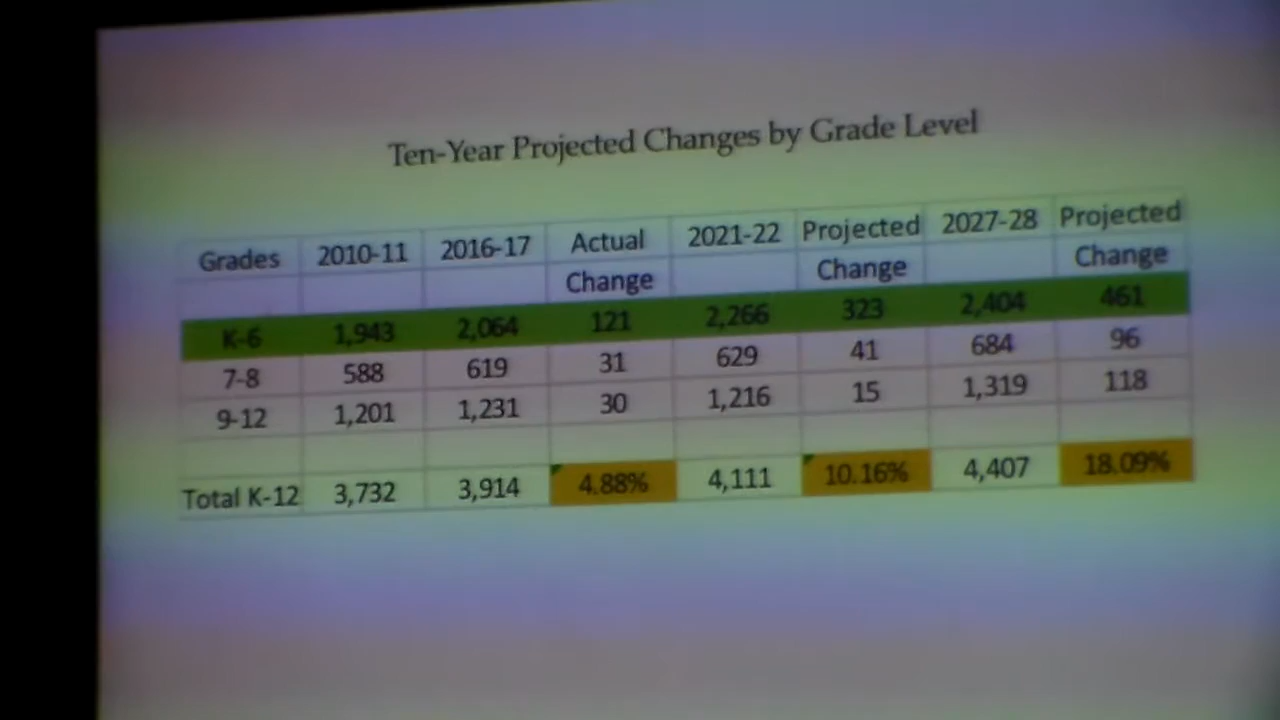 Ten-Year Projected Changes by Grade Level
Grades 2010-11 2016-17 Actual Change 2021-22 Projected Change 2027-28 Projected Change
K-6 1,943 2,064 121 2,266 323 2,404 461
7-8 588 619 31 629 41 684 96
9-12 1,201 1,231 30 1,216 15 1,319 118
Total K-12 3,732 3,914 4.88% 4,111 10.16% 4,407 18.09%